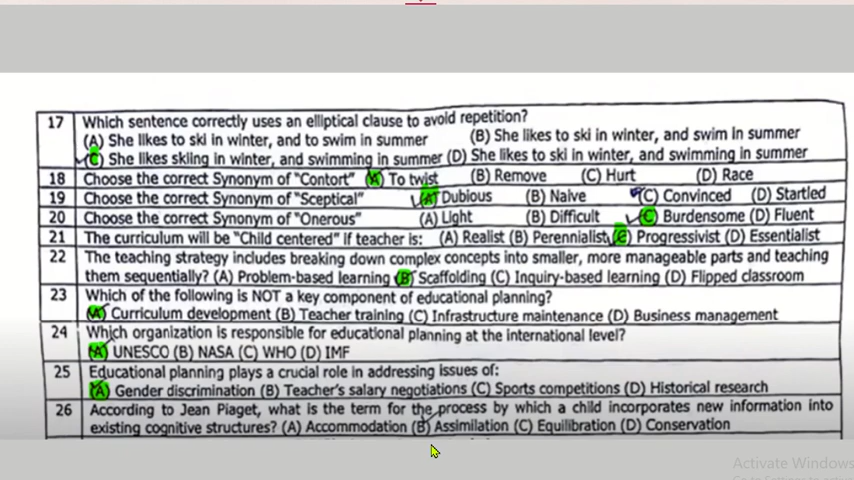 17 Which sentence correctly uses an elliptical clause to avoid repetition?
(A) She likes to ski in winter, and to swim in summer (B) She likes to ski in winter, and swim in summer
(C) She likes skiing in winter, and swimming in summer (D) She likes to ski in winter, and swimming in summer
18 Choose the correct Synonym of "Contort" (A) To twist (B) Remove (C) Hurt (D) Race
19 Choose the correct Synonym of "Sceptical" (A) Dubious (B) Naive (C) Convinced (D) Startled
20 Choose the correct Synonym of "Onerous" (A) Light (B) Difficult (C) Burdensome (D) Fluent
21 The curriculum will be "Child centered" if teacher is: (A) Realist (B) Perennialist (C) Progressivist (D) Essentialist
22 The teaching strategy includes breaking down complex concepts into smaller, more manageable parts and teaching
them sequentially? (A) Problem-based learning (B) Scaffolding (C) Inquiry-based learning (D) Flipped classroom
23 Which of the following is NOT a key component of educational planning?
(A) Curriculum development (B) Teacher training (C) Infrastructure maintenance (D) Business management
24 Which organization is responsible for educational planning at the international level?
(A) UNESCO (B) NASA (C) WHO (D) IMF
25 Educational planning plays a crucial role in addressing issues of:
(A) Gender discrimination (B) Teacher's salary negotiations (C) Sports competitions (D) Historical research
26 According to Jean Piaget, what is the term for the process by which a child incorporates new information into
existing cognitive structures? (A) Accommodation (B) Assimilation (C) Equilibration (D) Conservation
Activate Windows